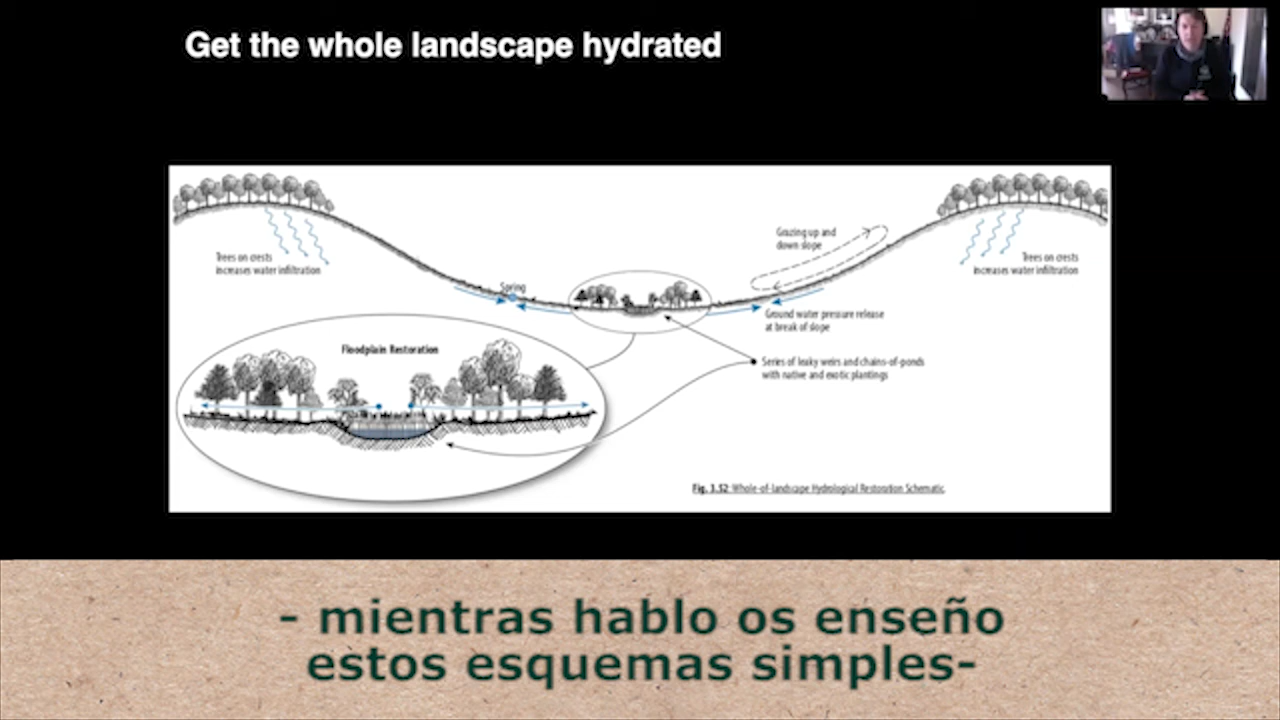 Get the whole landscape hydrated
Trees on crests
increases water infiltration
Grazing up and
down slope
Trees on crests
increases water infiltration
Spring
Ground water pressure release
at break of slope
Floodplain Restoration
Series of leaky weirs and chains-of-ponds
with native and exotic plantings
Fig. 3.52: Whole-of-landscape Hydrological Restoration Schematic.
- mientras hablo os enseño
estos esquemas simples-